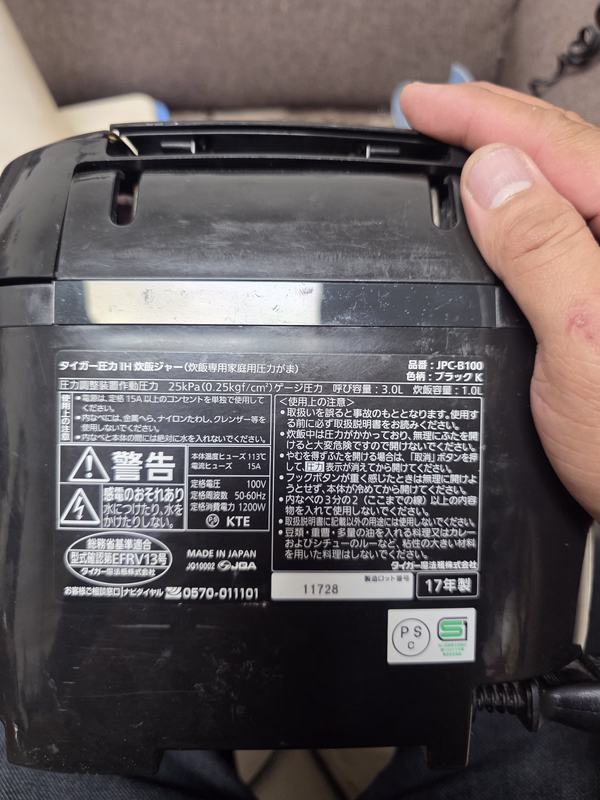 タイガー圧力IH炊飯ジャー(炊飯専用家庭用圧力がま)
品番:JPC-B100
色柄:ブラック K
圧力調整装置作動圧力 25kPa(0.25kgf/cm²)ゲージ圧力 呼び容量:3.0L 炊飯容量:1.0L
使用上の注意
•電源は、定格15A以上のコンセントを単独で使用して
ください。
•内なべには、金属へら、ナイロンたわし、クレンザー等を
使用しないでください。
•内なべと本体の間には絶対に水を入れないでください。
警告
感電のおそれあり
水につけたり、水を
かけたりしない。
本体温度ヒューズ 113℃
電流ヒューズ 15A
定格電圧 100V
定格周波数 50-60Hz
定格消費電力 1200W
PS E KTE
総務省基準適合
型式確認第EFRV13号
タイガー魔法瓶株式会社
MADE IN JAPAN
JQ10002 JQA
お客様ご相談窓口 ナビダイヤル 0570-011101
<使用上の注意>
•取扱いを誤ると事故のもととなります。使用す
る前に必ず取扱説明書をお読みください。
•炊飯中は圧力がかかっており、無理にふたを開
けると大変危険ですので開けないでください。
•やむを得ずふたを開ける場合は、「取消」ボタンを押
して、圧力表示が消えてから開けてください。
•フックボタンが重く感じたときは無理に開けよ
うとせず、本体が冷めてから開けてください。
•内なべの3分の2(ここまでの線)以上の内容
物を入れて使用しないでください。
•取扱説明書に記載以外の用途には使用しないでください。
•豆類・重曹・多量の油を入れる料理又はカレー
およびシチューのルーなど、粘性の大きい材料
を用いた料理はしないでください。
タイガー魔法瓶株式会社
製造ロット番号
11728
17年製
PS
C
S